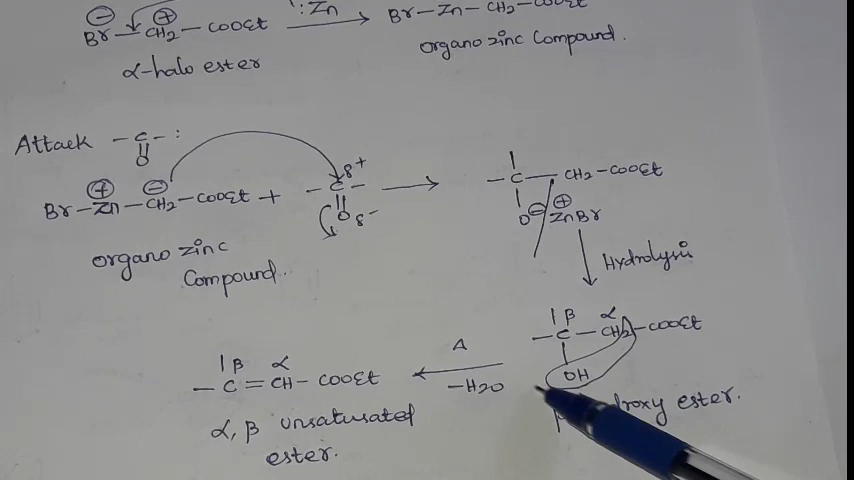 Br — CH2 — COOEt :Zn Br — Zn — CH2 — COOEt
⊖ ⊕
α-halo ester
organo zinc Compound.
Attack — C — :
|| O
⊕ ⊖ δ+
Br — Zn — CH2 — COOEt + — C — — C — CH2 — COOEt
|| O δ-
O⊖ ⊕ZnBr
organo zinc
Compound.
Hydrolysis
| β α
— C — CH2 — COOEt
OH
Δ
-H2O
| β α
— C = CH — COOEt
ester.
α, β unsaturated
ester.